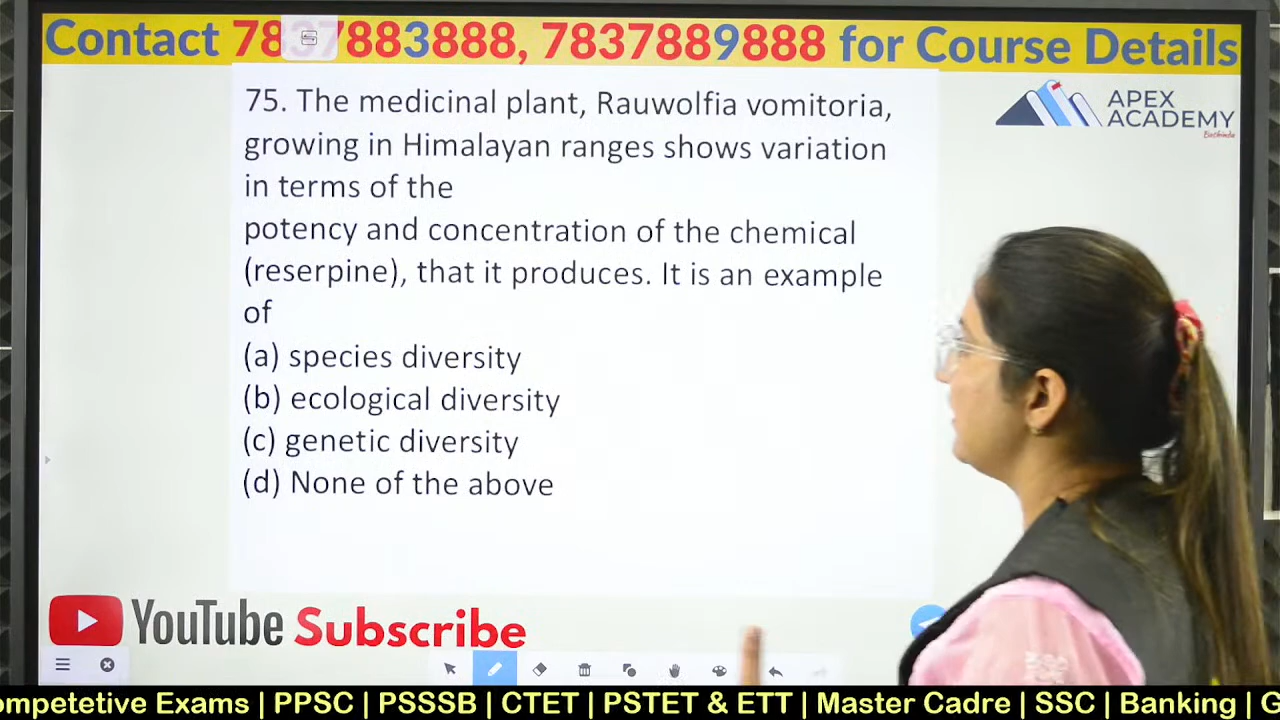 Contact 7837883888, 7837889888 for Course Details
APEX
ACADEMY
Bathinda
75. The medicinal plant, Rauwolfia vomitoria,
growing in Himalayan ranges shows variation
in terms of the
potency and concentration of the chemical
(reserpine), that it produces. It is an example
of
(a) species diversity
(b) ecological diversity
(c) genetic diversity
(d) None of the above
YouTube Subscribe
ompetetive Exams | PPSC | PSSSB | CTET | PSTET & ETT | Master Cadre | SSC | Banking | G